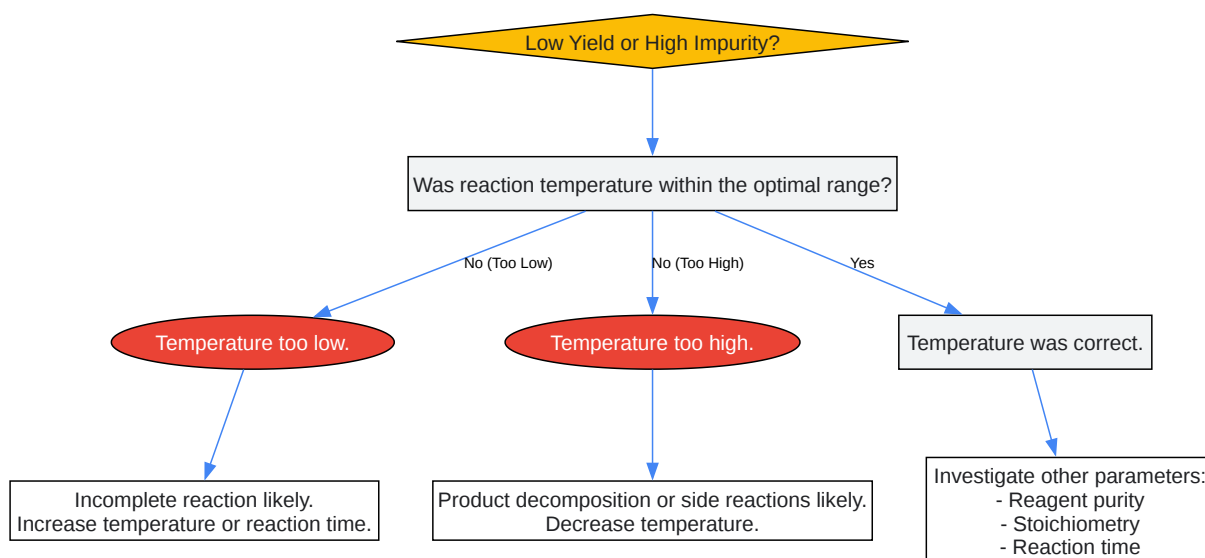 Low Yield or High Impurity?
Was reaction temperature within the optimal range?
No (Too Low)
No (Too High)
Yes
Temperature too low.
Temperature too high.
Temperature was correct.
Incomplete reaction likely.
Increase temperature or reaction time.
Product decomposition or side reactions likely.
Decrease temperature.
Investigate other parameters:
- Reagent purity
- Stoichiometry
- Reaction time